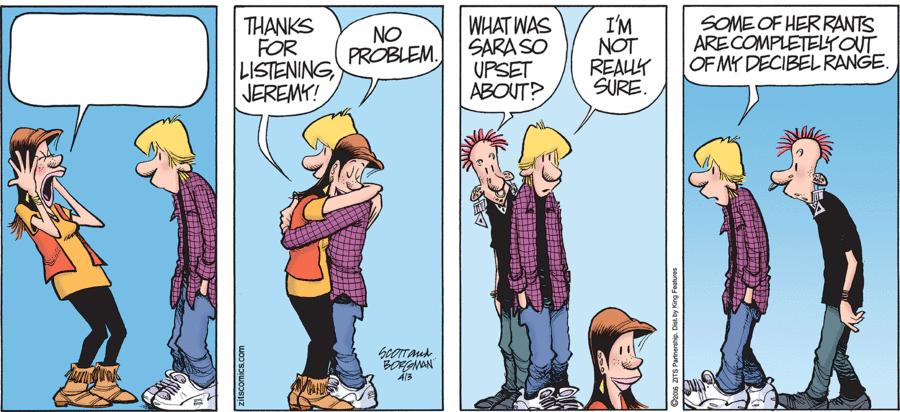 THANKS
FOR
LISTENING,
JEREMY!
NO
PROBLEM.
zitscomics.com
SCOTT and
BORGMAN
4/3
WHAT WAS
SARA SO
UPSET
ABOUT?
I'M
NOT
REALLY
SURE.
©2016 ZITS Partnership. Dist. by King Features
SOME OF HER RANTS
ARE COMPLETELY OUT
OF MY DECIBEL RANGE.